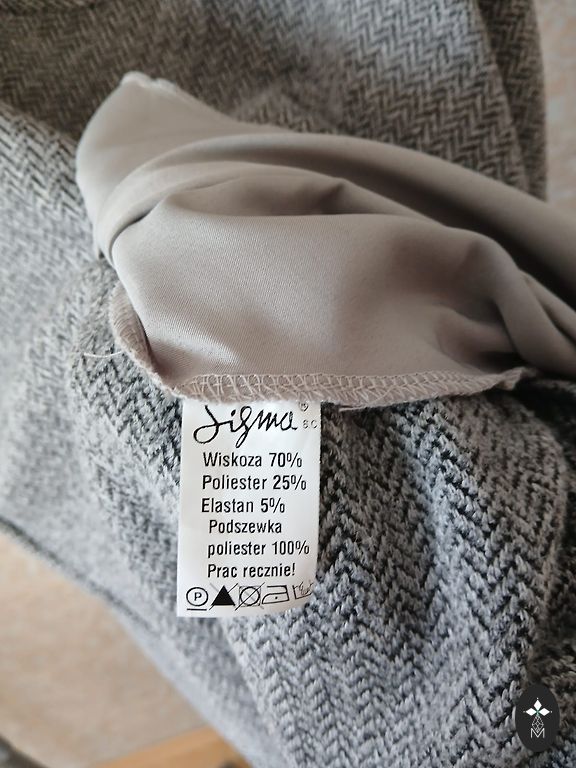 Sigma ®
S.C
Wiskoza 70%
Poliester 25%
Elastan 5%
Podszewka
poliester 100%
Prac recznie!
P
M